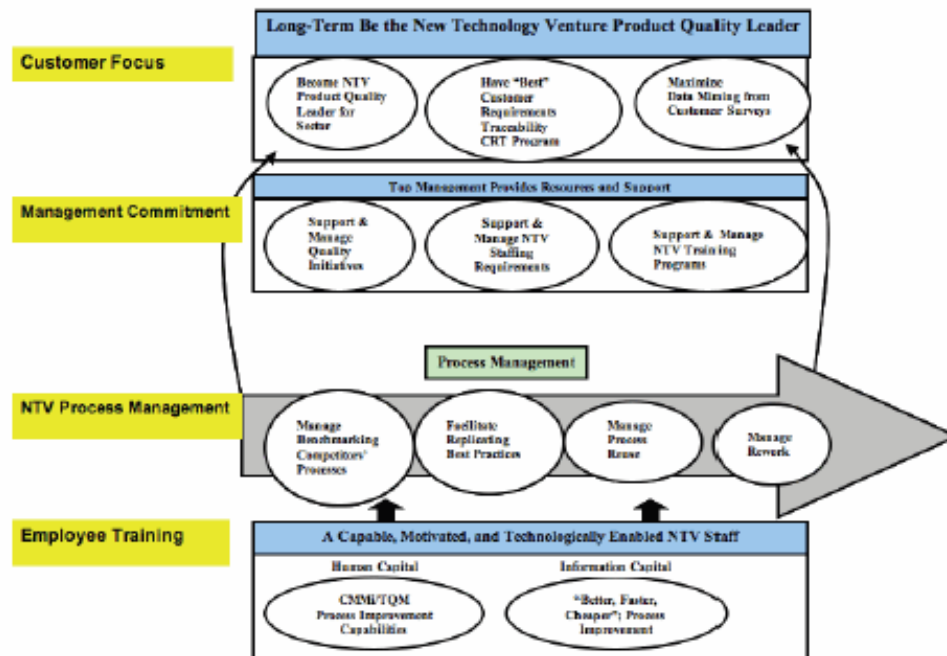 Long-Term Be the New Technology Venture Product Quality Leader
Customer Focus
Become NTV
Product Quality
Leader for
Sector
Have "Best"
Customer
Requirements
Traceability
CRT Program
Maximize
Data Mining from
Customer Surveys
Management Commitment
Top Management Provides Resources and Support
Support &
Manage
Quality
Initiatives
Support &
Manage NTV
Staffing
Requirements
Support & Manage
NTV Training
Programs
Process Management
NTV Process Management
Manage
Benchmarking
Competitors'
Processes
Facilitate
Replicating
Best Practices
Manage
Process
Reuse
Manage
Rework
Employee Training
A Capable, Motivated, and Technologically Enabled NTV Staff
Human Capital
CMMi/TQM
Process Improvement
Capabilities
Information Capital
"Better, Faster,
Cheaper"; Process
Improvement